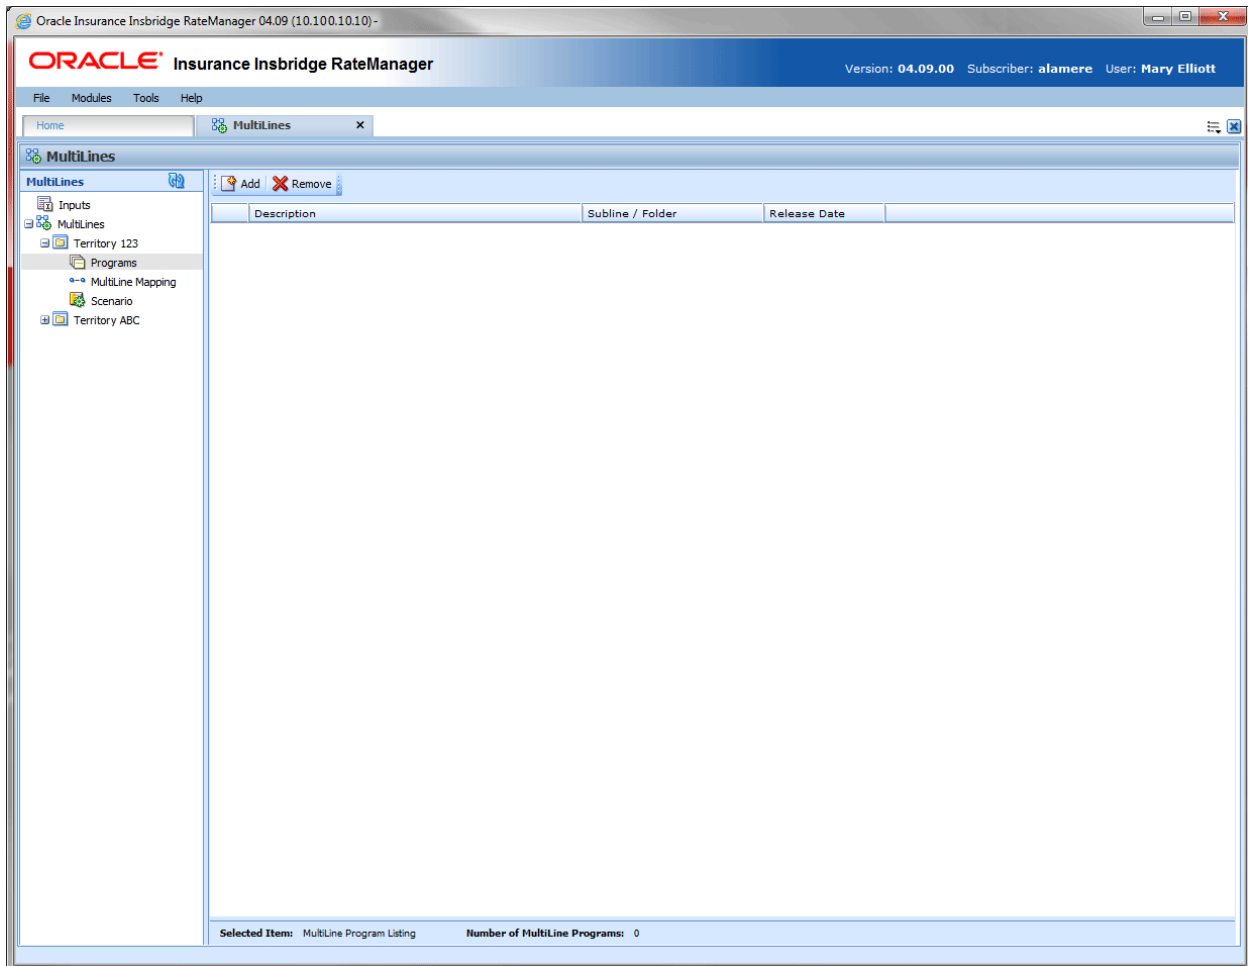 Oracle Insurance Insbridge RateManager 04.09 (10.100.10.10) -
ORACLE Insurance Insbridge RateManager
Version: 04.09.00 Subscriber: alamere User: Mary Elliott
File Modules Tools Help
Home MultiLines x
MultiLines
MultiLines
Add Remove
Description Subline / Folder Release Date
Inputs
MultiLines
Territory 123
Programs
MultiLine Mapping
Scenario
Territory ABC
Selected Item: MultiLine Program Listing Number of MultiLine Programs: 0